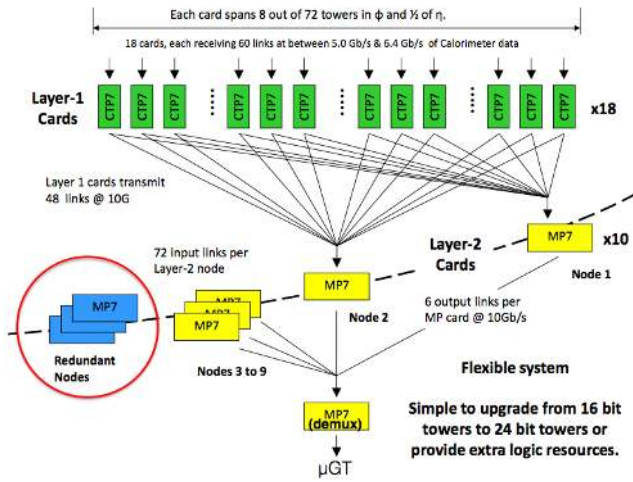 Each card spans 8 out of 72 towers in φ and ½ of η.
18 cards, each receiving 60 links at between 5.0 Gb/s & 6.4 Gb/s of Calorimeter data
Layer-1
Cards
CTP7
CTP7
CTP7
CTP7
CTP7
CTP7
CTP7
CTP7
CTP7
CTP7
CTP7
CTP7
x18
Layer 1 cards transmit
48 links @ 10G
72 input links per
Layer-2 node
Layer-2
Cards
MP7
x10
Node 1
MP7
Node 2
MP7
MP7
Nodes 3 to 9
MP7
Redundant
Nodes
6 output links per
MP card @ 10Gb/s
MP7
(demux)
μGT
Flexible system
Simple to upgrade from 16 bit
towers to 24 bit towers or
provide extra logic resources.